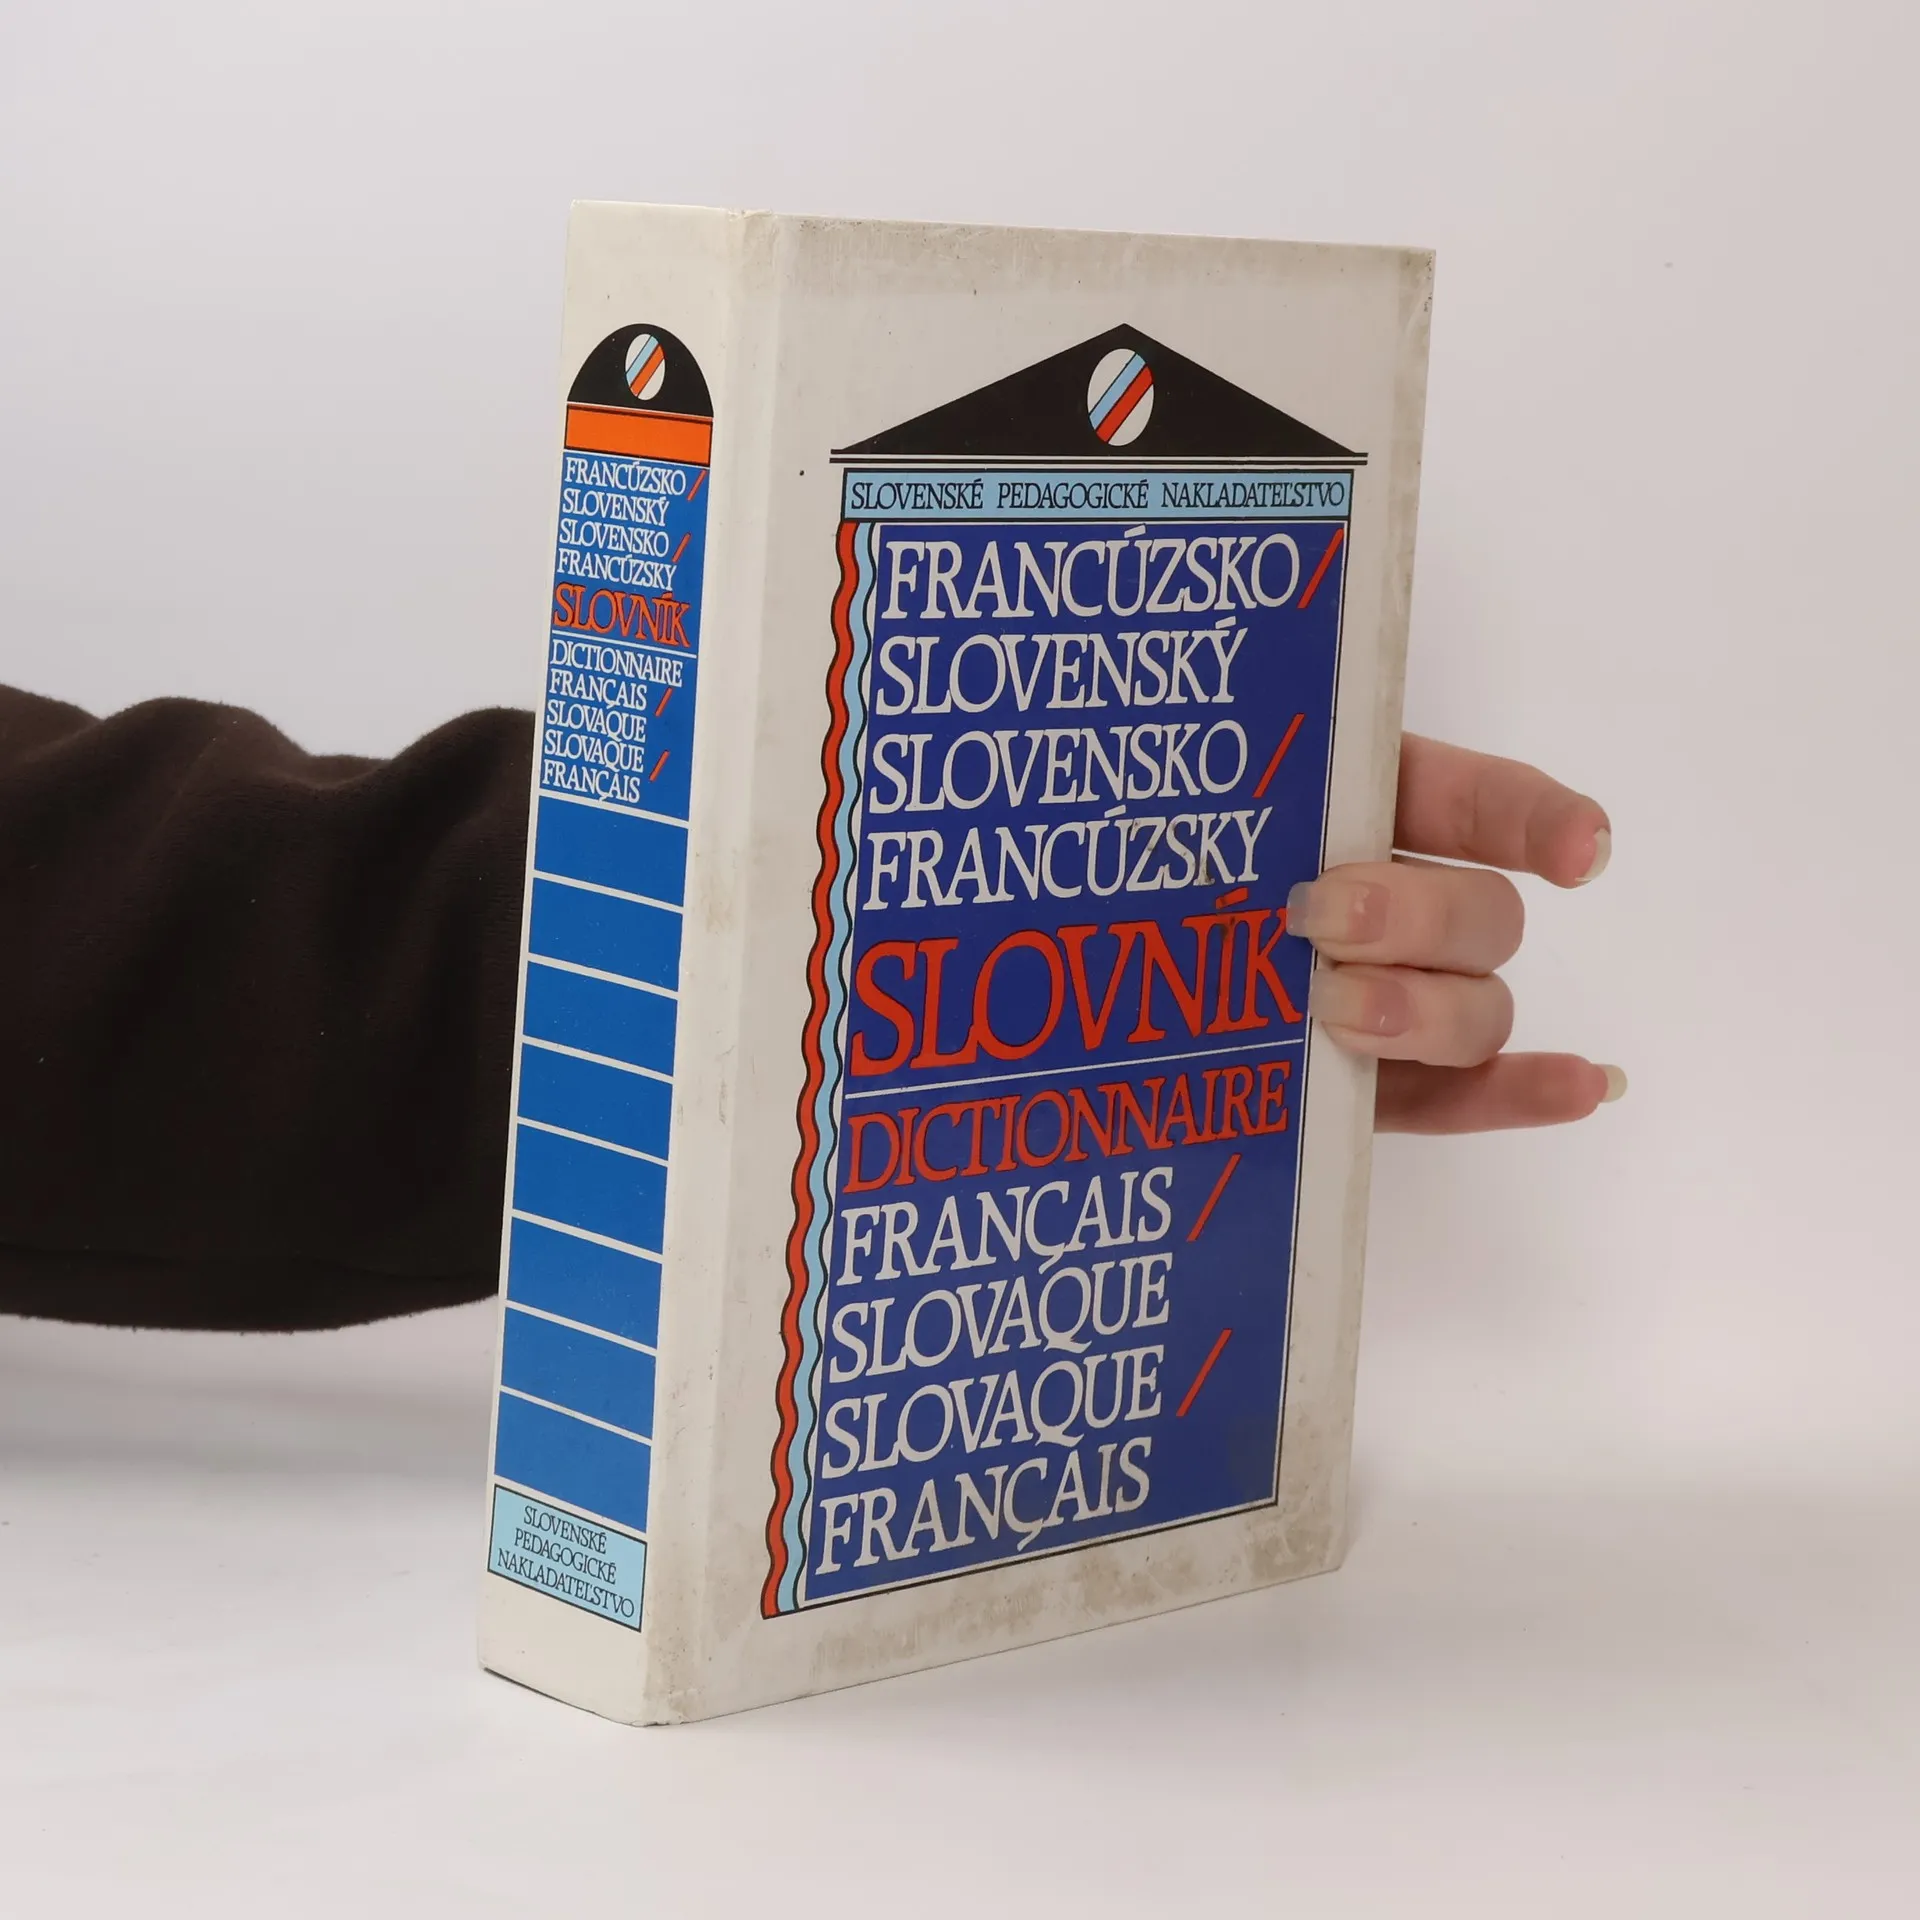 FRANCÚZSKO/
SLOVENSKÝ
SLOVENSKO/
FRANCÚZSKY
SLOVNÍK
DICTIONNAIRE
FRANÇAIS/
SLOVAQUE
SLOVAQUE/
FRANÇAIS
SLOVENSKÉ
PEDAGOGICKÉ
NAKLADATEĽSTVO
SLOVENSKÉ PEDAGOGICKÉ NAKLADATEĽSTVO
FRANCÚZSKO/
SLOVENSKÝ
SLOVENSKO/
FRANCÚZSKY
SLOVNÍK
DICTIONNAIRE
FRANÇAIS/
SLOVAQUE
SLOVAQUE/
FRANÇAIS